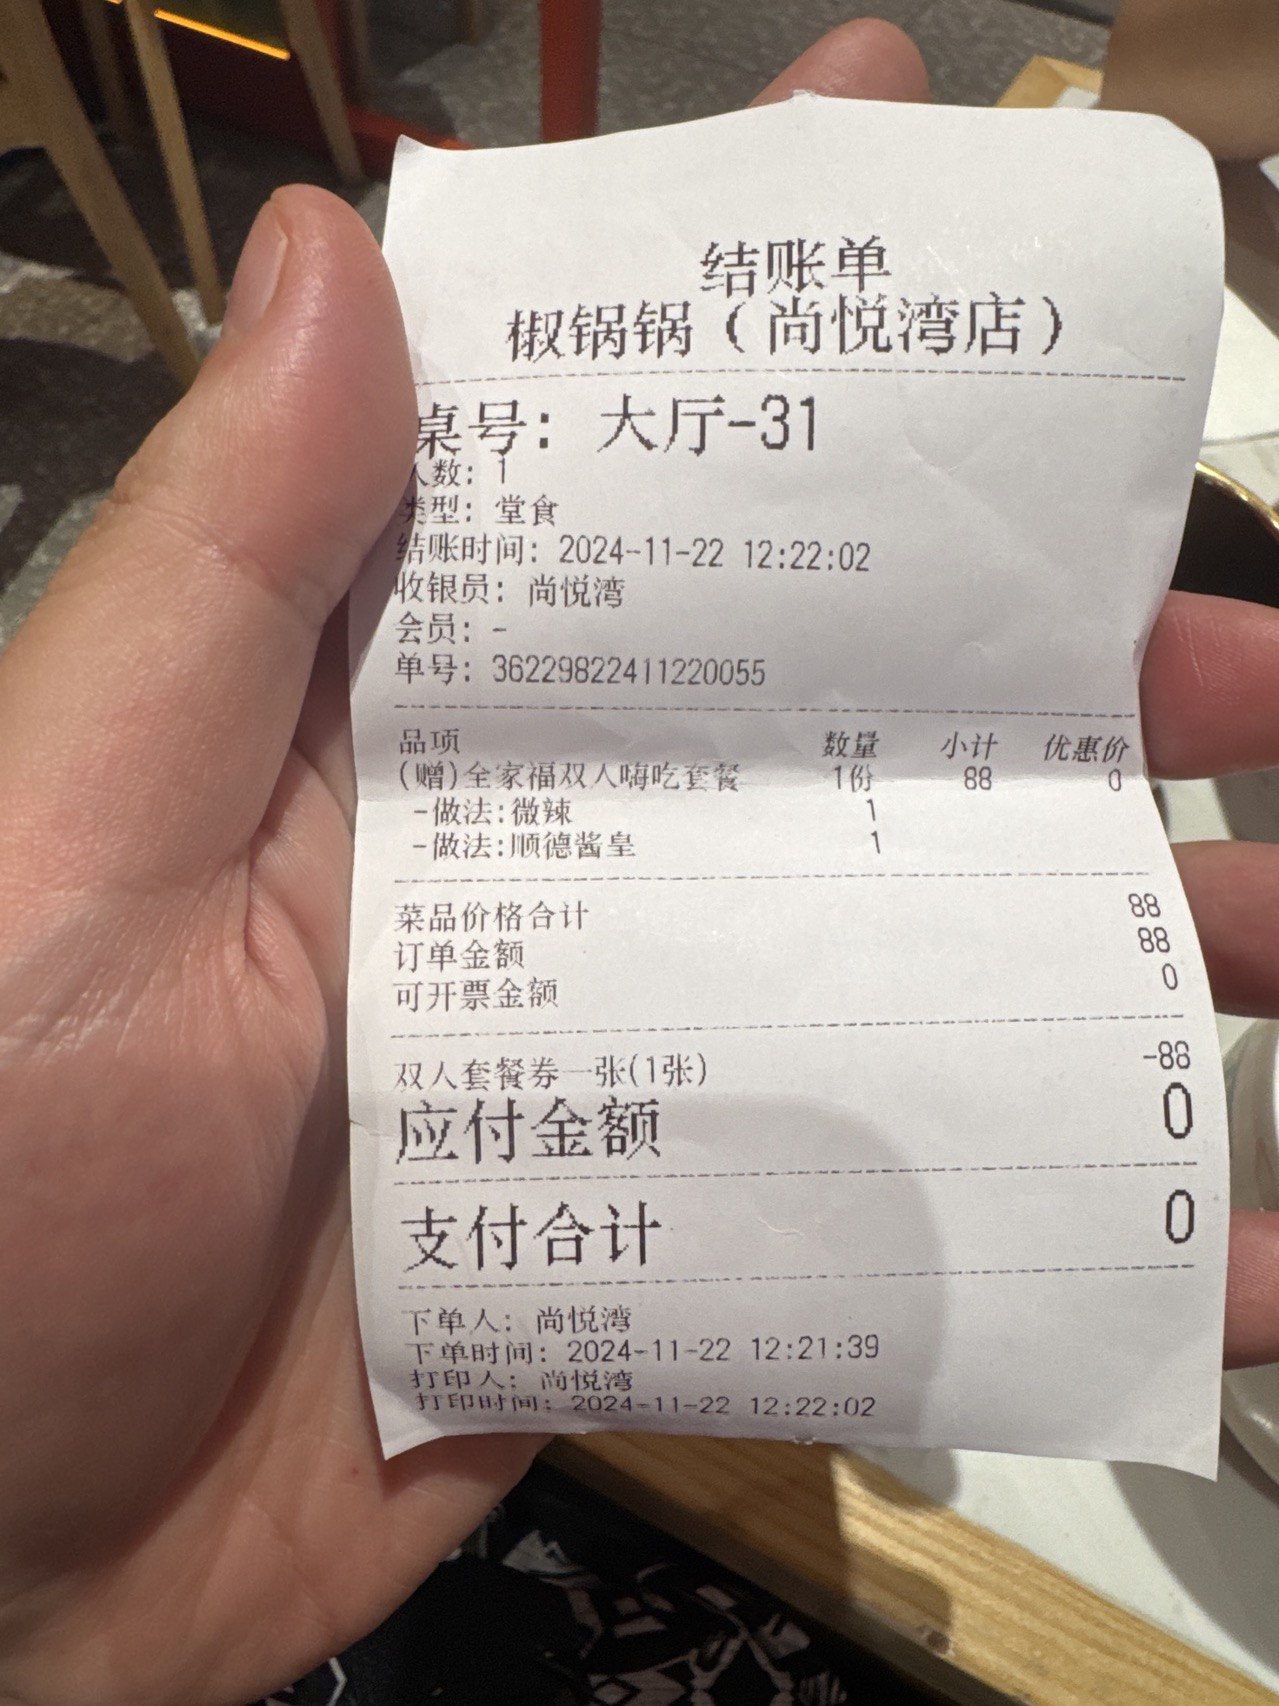 结账单
椒锅锅（尚悦湾店）
桌号：大厅-31
人数：1
类型：堂食
结账时间：2024-11-22 12:22:02
收银员：尚悦湾
会员：-
单号：36229822411220055
品项 数量 小计 优惠价
(赠)全家福双人嗨吃套餐 1份 88 0
-做法:微辣 1
-做法:顺德酱皇 1
菜品价格合计 88
订单金额 88
可开票金额 0
双人套餐券一张(1张) -88
应付金额 0
支付合计 0
下单人：尚悦湾
下单时间：2024-11-22 12:21:39
打印人：尚悦湾
打印时间：2024-11-22 12:22:02